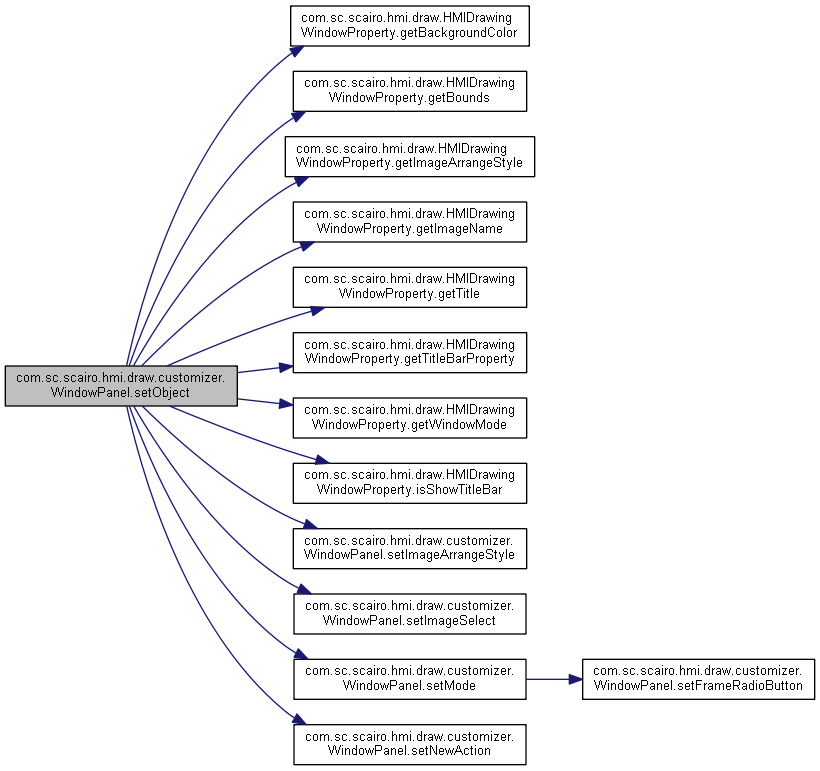 com.sc.scairo.hmi.draw.HMIDrawing
WindowProperty.getBackgroundColor
com.sc.scairo.hmi.draw.HMIDrawing
WindowProperty.getBounds
com.sc.scairo.hmi.draw.HMIDrawing
WindowProperty.getImageArrangeStyle
com.sc.scairo.hmi.draw.HMIDrawing
WindowProperty.getImageName
com.sc.scairo.hmi.draw.HMIDrawing
WindowProperty.getTitle
com.sc.scairo.hmi.draw.HMIDrawing
WindowProperty.getTitleBarProperty
com.sc.scairo.hmi.draw.customizer.
WindowPanel.setObject
com.sc.scairo.hmi.draw.HMIDrawing
WindowProperty.getWindowMode
com.sc.scairo.hmi.draw.HMIDrawing
WindowProperty.isShowTitleBar
com.sc.scairo.hmi.draw.customizer.
WindowPanel.setImageArrangeStyle
com.sc.scairo.hmi.draw.customizer.
WindowPanel.setImageSelect
com.sc.scairo.hmi.draw.customizer.
WindowPanel.setMode
com.sc.scairo.hmi.draw.customizer.
WindowPanel.setFrameRadioButton
com.sc.scairo.hmi.draw.customizer.
WindowPanel.setNewAction